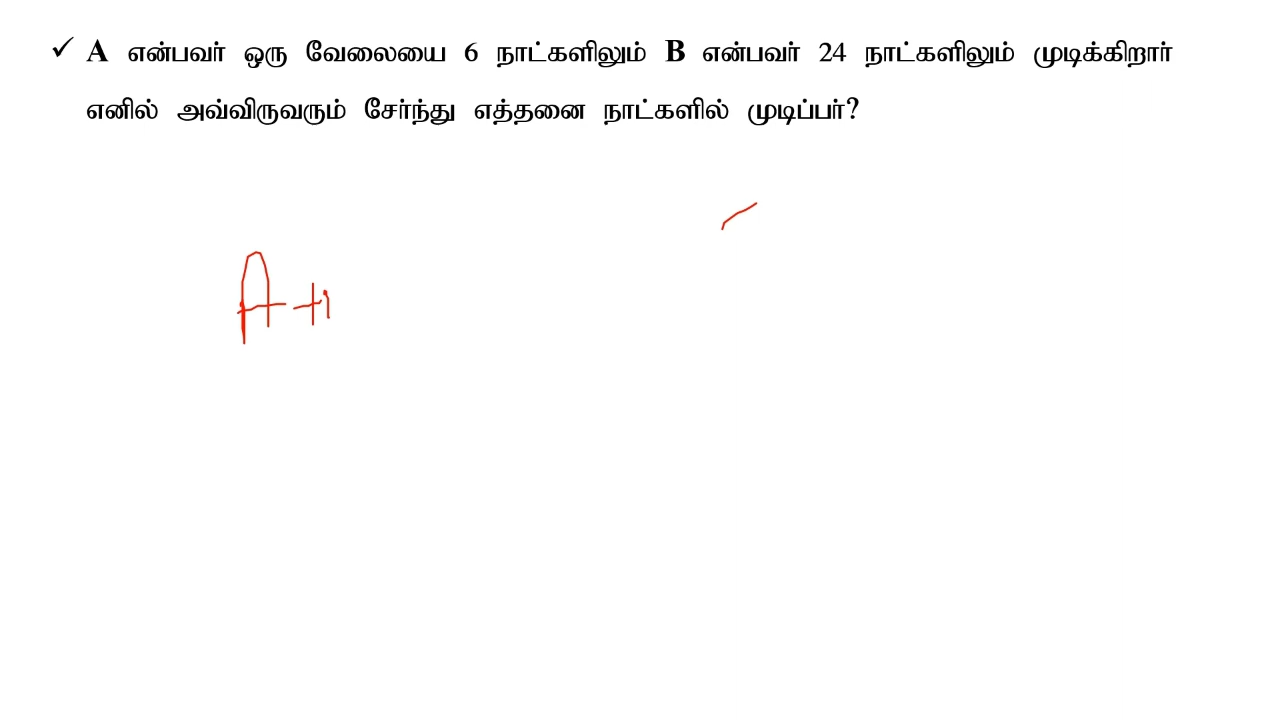 ✓ A என்பவர் ஒரு வேலையை 6 நாட்களிலும் B என்பவர் 24 நாட்களிலும் முடிக்கிறார்
எனில் அவ்விருவரும் சேர்ந்து எத்தனை நாட்களில் முடிப்பர்?
A+